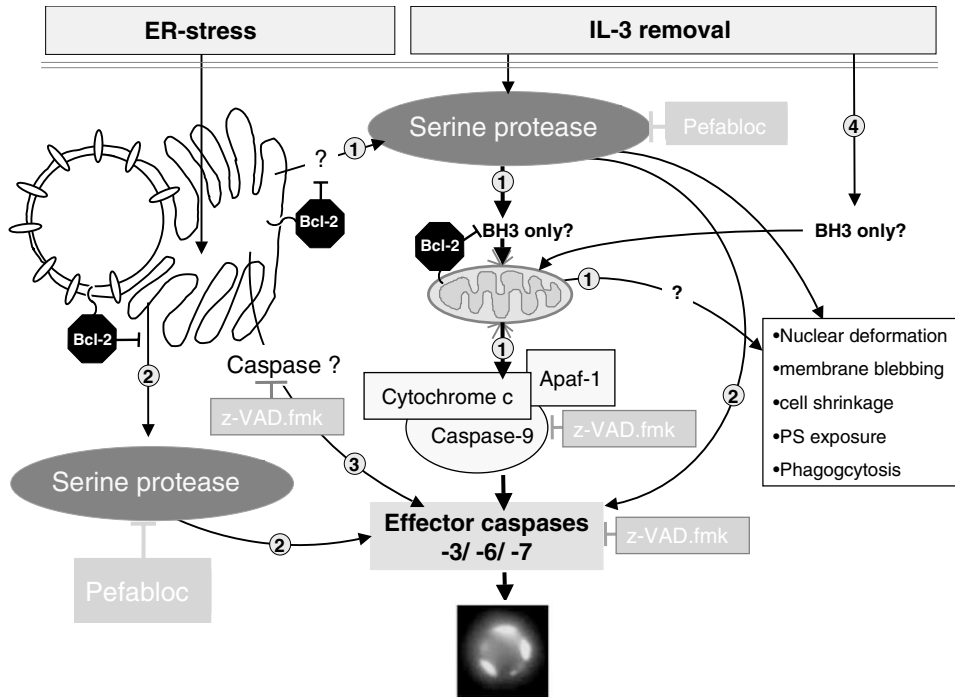 ER-stress
IL-3 removal
Serine protease
Pefabloc
4
?
1
Bcl-2
1
BH3 only?
BH3 only?
Bcl-2
1
?
Bcl-2
2
1
•Nuclear deformation
•membrane blebbing
•cell shrinkage
•PS exposure
•Phagogcytosis
Caspase ?
z-VAD.fmk
Apaf-1
Cytochrome c
Caspase-9
z-VAD.fmk
2
3
Serine protease
2
Effector caspases
-3/ -6/ -7
z-VAD.fmk
Pefabloc